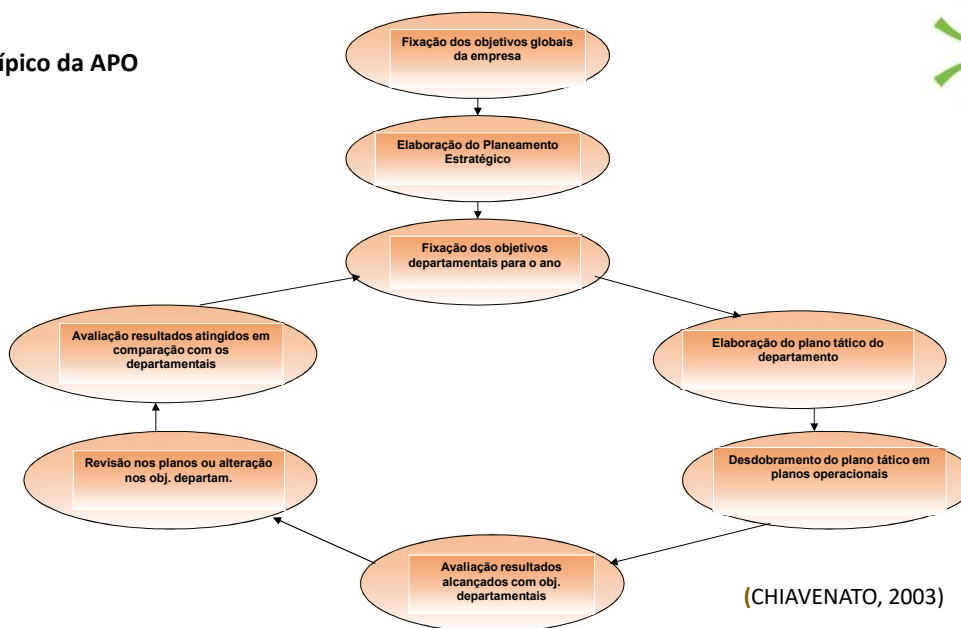 ípico da APO
Fixação dos objetivos globais
da empresa
Elaboração do Planeamento
Estratégico
Fixação dos objetivos
departamentais para o ano
Avaliação resultados atingidos em
comparação com os
departamentais
Elaboração do plano tático do
departamento
Revisão nos planos ou alteração
nos obj. departam.
Desdobramento do plano tático em
planos operacionais
Avaliação resultados
alcançados com obj.
departamentais
(CHIAVENATO, 2003)